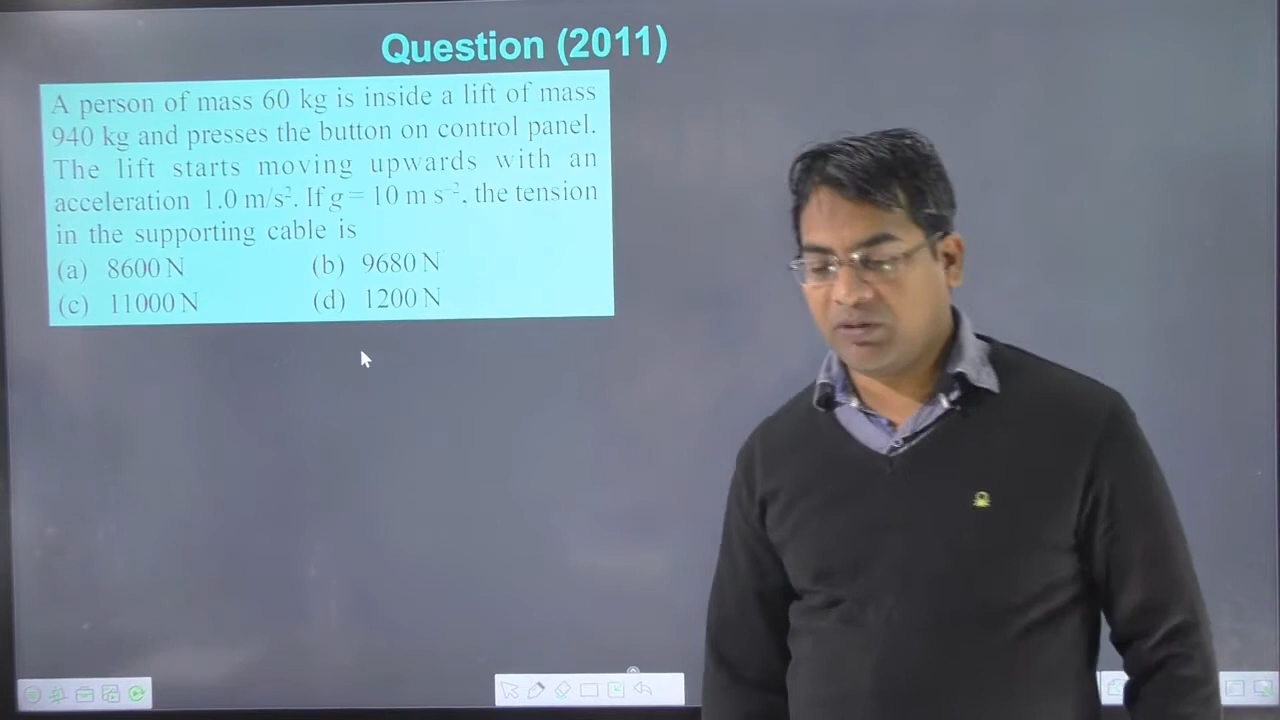 Question (2011)
A person of mass 60 kg is inside a lift of mass
940 kg and presses the button on control panel.
The lift starts moving upwards with an
acceleration 1.0 m/s². If g = 10 m s⁻², the tension
in the supporting cable is
(a) 8600 N (b) 9680 N
(c) 11000 N (d) 1200 N